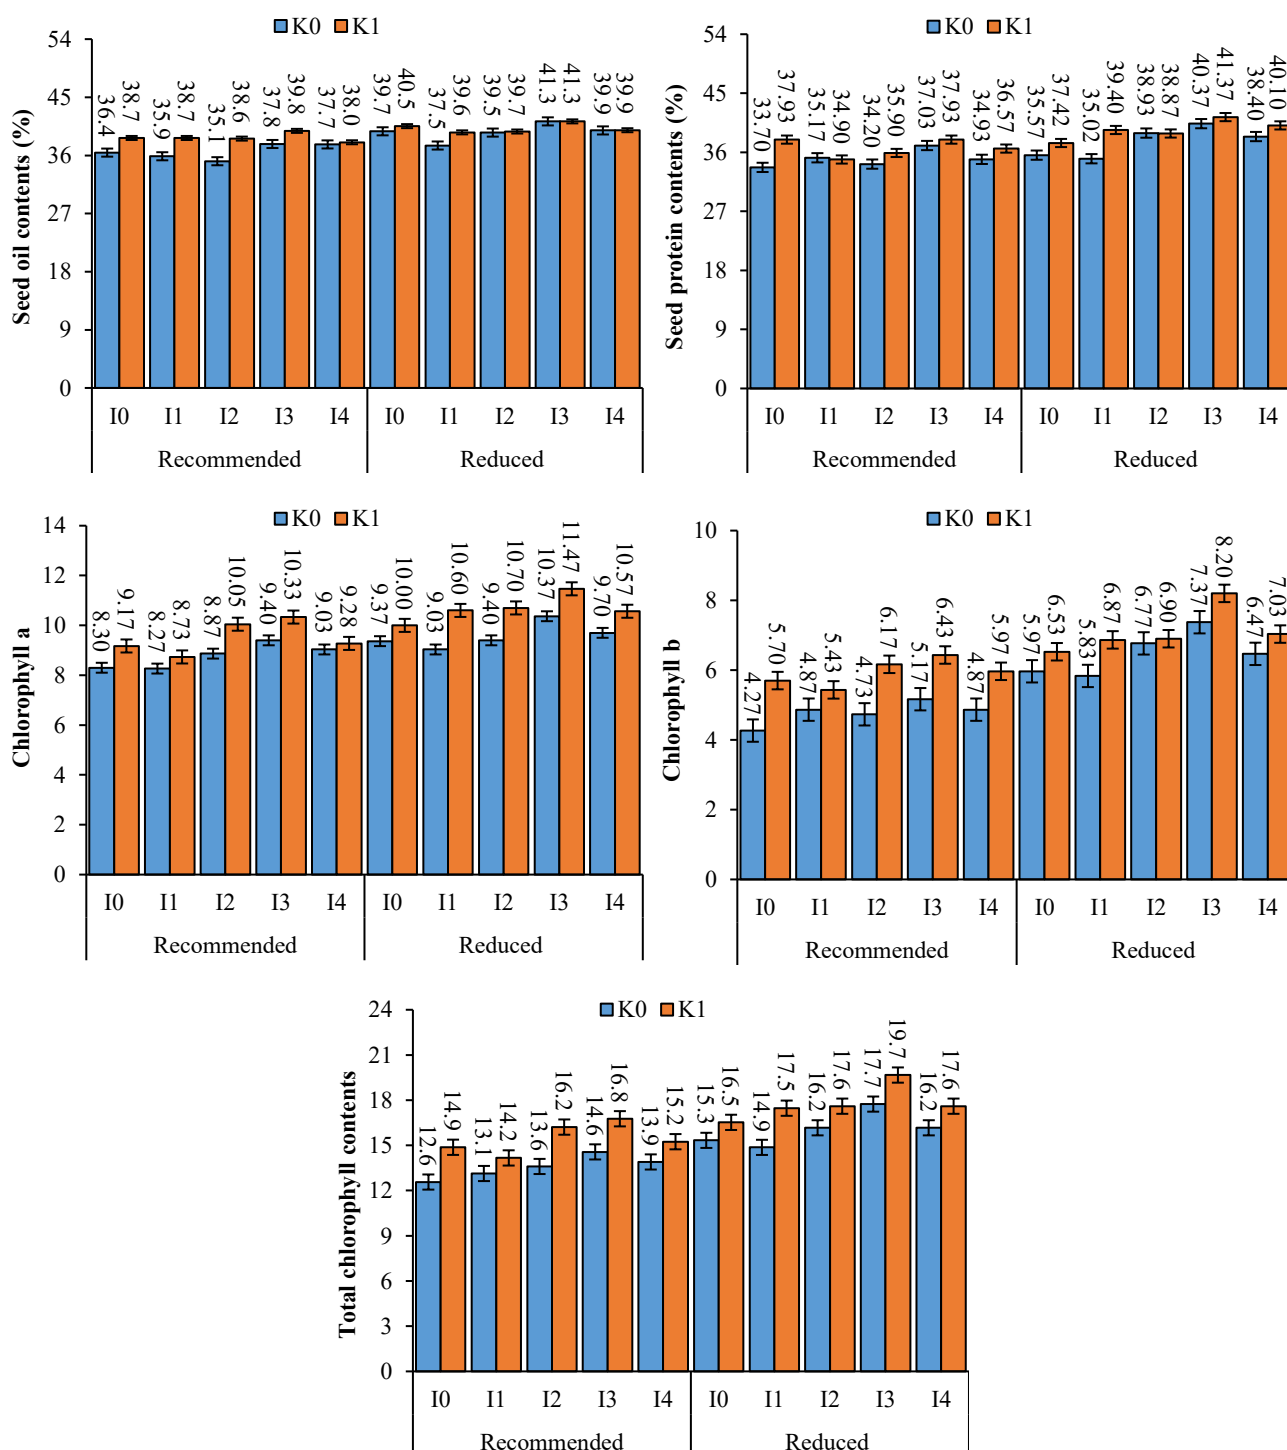 K0 K1
Seed oil contents (%)
54
45
36
27
18
9
0
36.4 38.7 35.9 38.7 35.1 38.6 37.8 39.8 37.7 38.0 39.7 40.5 37.5 39.6 39.5 39.7 41.3 41.3 39.9 39.9
I0 I1 I2 I3 I4 I0 I1 I2 I3 I4
Recommended Reduced
K0 K1
Seed protein contents (%)
54
45
36
27
18
9
0
33.70 37.93 35.17 34.90 34.20 35.90 37.03 37.93 34.93 36.57 35.57 37.42 35.02 39.40 38.93 38.87 40.37 41.37 38.40 40.10
I0 I1 I2 I3 I4 I0 I1 I2 I3 I4
Recommended Reduced
K0 K1
Chlorophyll a
14
12
10
8
6
4
2
0
8.30 9.17 8.27 8.73 8.87 10.05 9.40 10.33 9.03 9.28 9.37 10.00 9.03 10.60 9.40 10.70 10.37 11.47 9.70 10.57
I0 I1 I2 I3 I4 I0 I1 I2 I3 I4
Recommended Reduced
K0 K1
Chlorophyll b
10
8
6
4
2
0
4.27 5.70 4.87 5.43 4.73 6.17 5.17 6.43 4.87 5.97 5.97 6.53 5.83 6.87 6.77 6.90 7.37 8.20 6.47 7.03
I0 I1 I2 I3 I4 I0 I1 I2 I3 I4
Recommended Reduced
K0 K1
Total chlorophyll contents
24
21
18
15
12
9
6
3
0
12.6 14.9 13.1 14.2 13.6 16.2 14.6 16.8 13.9 15.2 15.3 16.5 14.9 17.5 16.2 17.6 17.7 19.7 16.2 17.6
I0 I1 I2 I3 I4 I0 I1 I2 I3 I4
Recommended Reduced